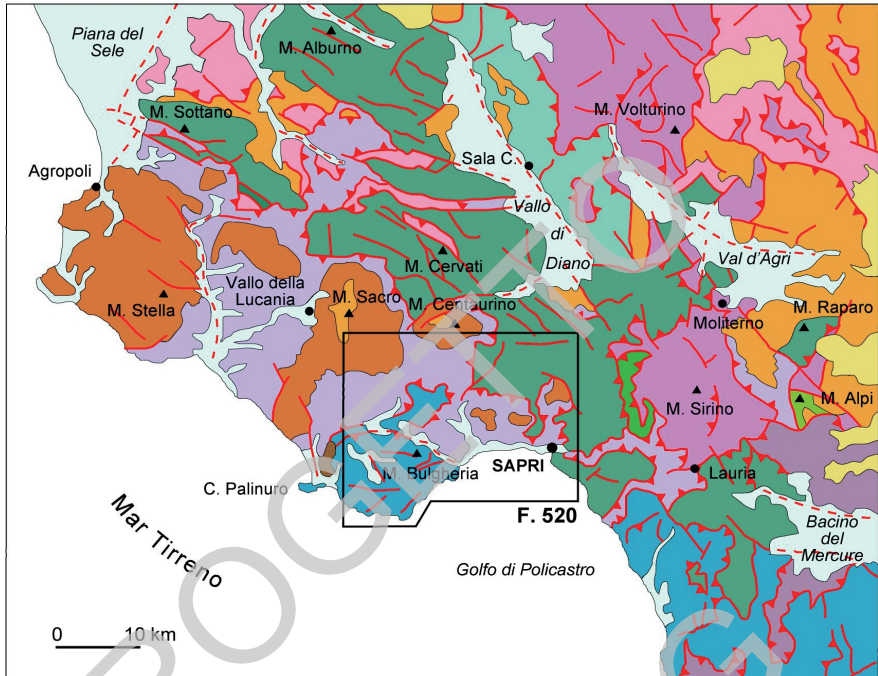 Piana del
Sele
M. Alburno
M. Sottano
M. Volturino
Sala C.
Agropoli
Vallo
di
Diano
M. Cervati
Val d'Agri
Vallo della
Lucania
M. Stella
M. Sacro
M. Centaurino
Moliterno
M. Raparo
M. Sirino
M. Alpi
M. Bulgheria
SAPRI
Lauria
C. Palinuro
F. 520
Bacino
del
Mercure
Mar Tirreno
Golfo di Policastro
0 10 km